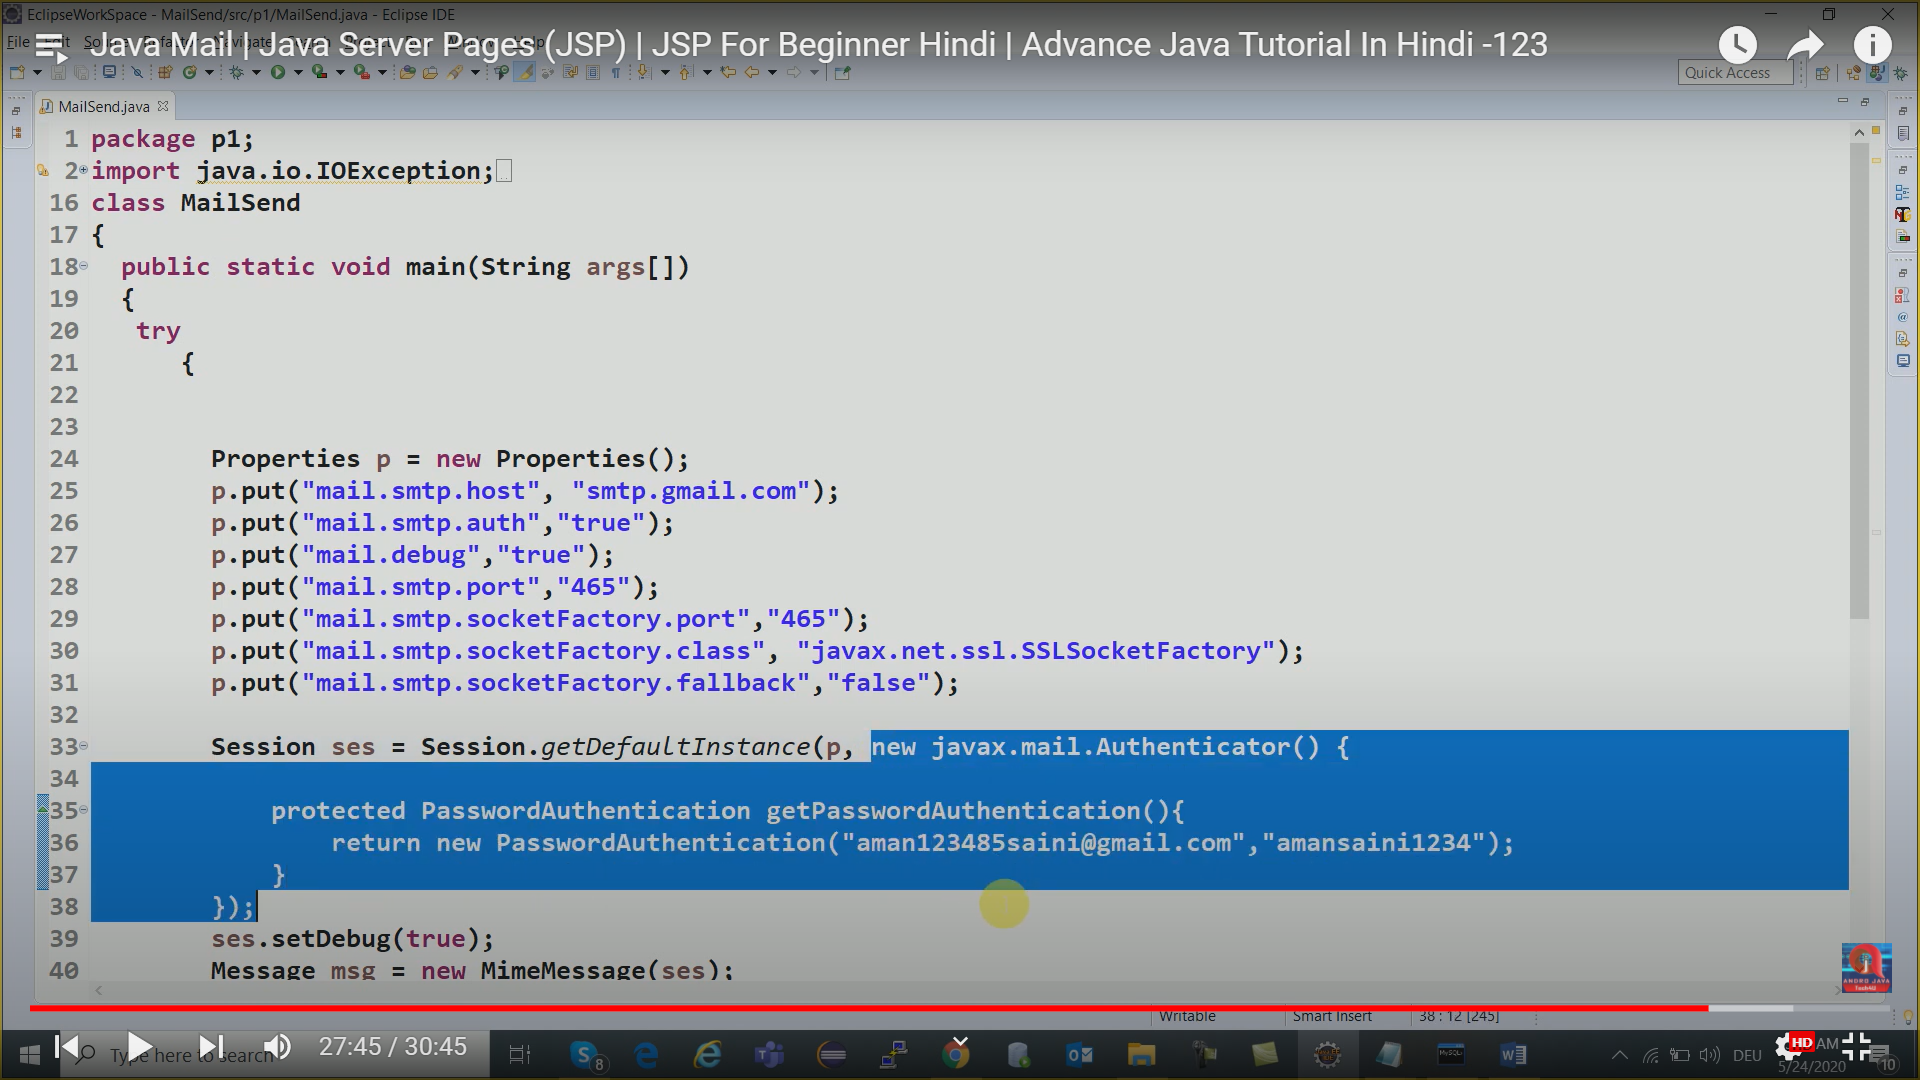 EclipseWorkSpace - MailSend/src/p1/MailSend.java - Eclipse IDE
Java Mail | Java Server Pages (JSP) | JSP For Beginner Hindi | Advance Java Tutorial In Hindi -123
Quick Access
MailSend.java
1 package p1;
2 import java.io.IOException;
16 class MailSend
17 {
18 public static void main(String args[])
19 {
20 try
21 {
22
23
24 Properties p = new Properties();
25 p.put("mail.smtp.host", "smtp.gmail.com");
26 p.put("mail.smtp.auth","true");
27 p.put("mail.debug","true");
28 p.put("mail.smtp.port","465");
29 p.put("mail.smtp.socketFactory.port","465");
30 p.put("mail.smtp.socketFactory.class", "javax.net.ssl.SSLSocketFactory");
31 p.put("mail.smtp.socketFactory.fallback","false");
32
33 Session ses = Session.getDefaultInstance(p, new javax.mail.Authenticator() {
34
35 protected PasswordAuthentication getPasswordAuthentication(){
36 return new PasswordAuthentication("aman123485saini@gmail.com","amansaini1234");
37 }
38 });
39 ses.setDebug(true);
40 Message msg = new MimeMessage(ses);
ANDRO JAVA
Tech4U
Writable Smart Insert 38 : 12 [245]
Type here to search
27:45 / 30:45
8
DEU
HD
AM
5/24/2020
10